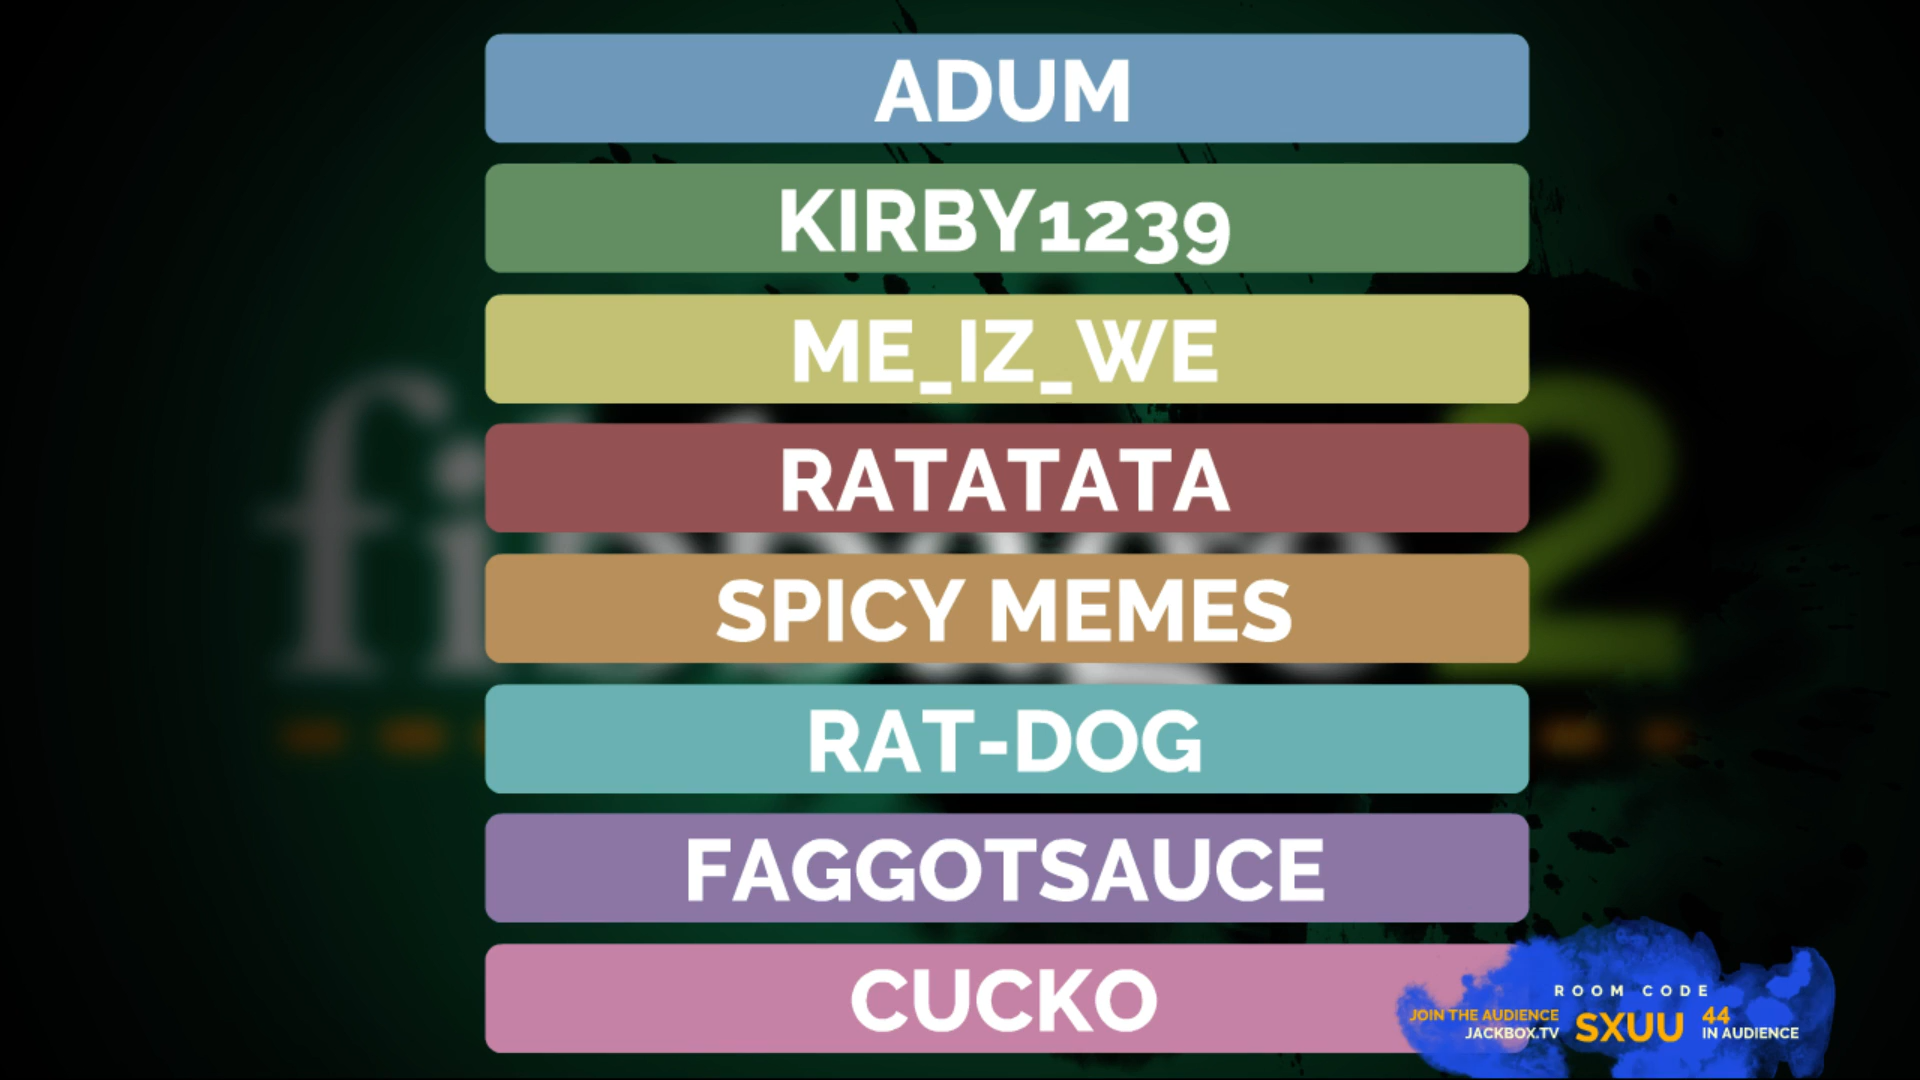 ADUM
KIRBY1239
ME_IZ_WE
RATATATA
SPICY MEMES
RAT-DOG
FAGGOTSAUCE
CUCKO
ROOM CODE
JOIN THE AUDIENCE
JACKBOX.TV
SXUU
44
IN AUDIENCE
2